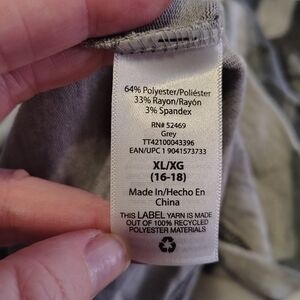 64% Polyester/Poliéster
33% Rayon/Rayón
3% Spandex
RN# 52469
Grey
TT42100043396
EAN/UPC 1 9041573733
XL/XG
(16-18)
Made In/Hecho En
China
THIS LABEL YARN IS MADE
OUT OF 100% RECYCLED
POLYESTER MATERIALS